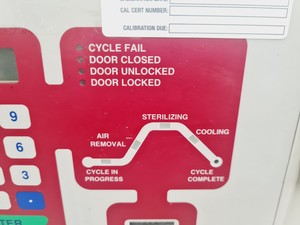 CAL CERT NUMBER:
CALIBRATION DUE:
CYCLE FAIL
DOOR CLOSED
DOOR UNLOCKED
DOOR LOCKED
STERILIZING
AIR
REMOVAL
COOLING
CYCLE IN
PROGRESS
CYCLE
COMPLETE
9
6
3